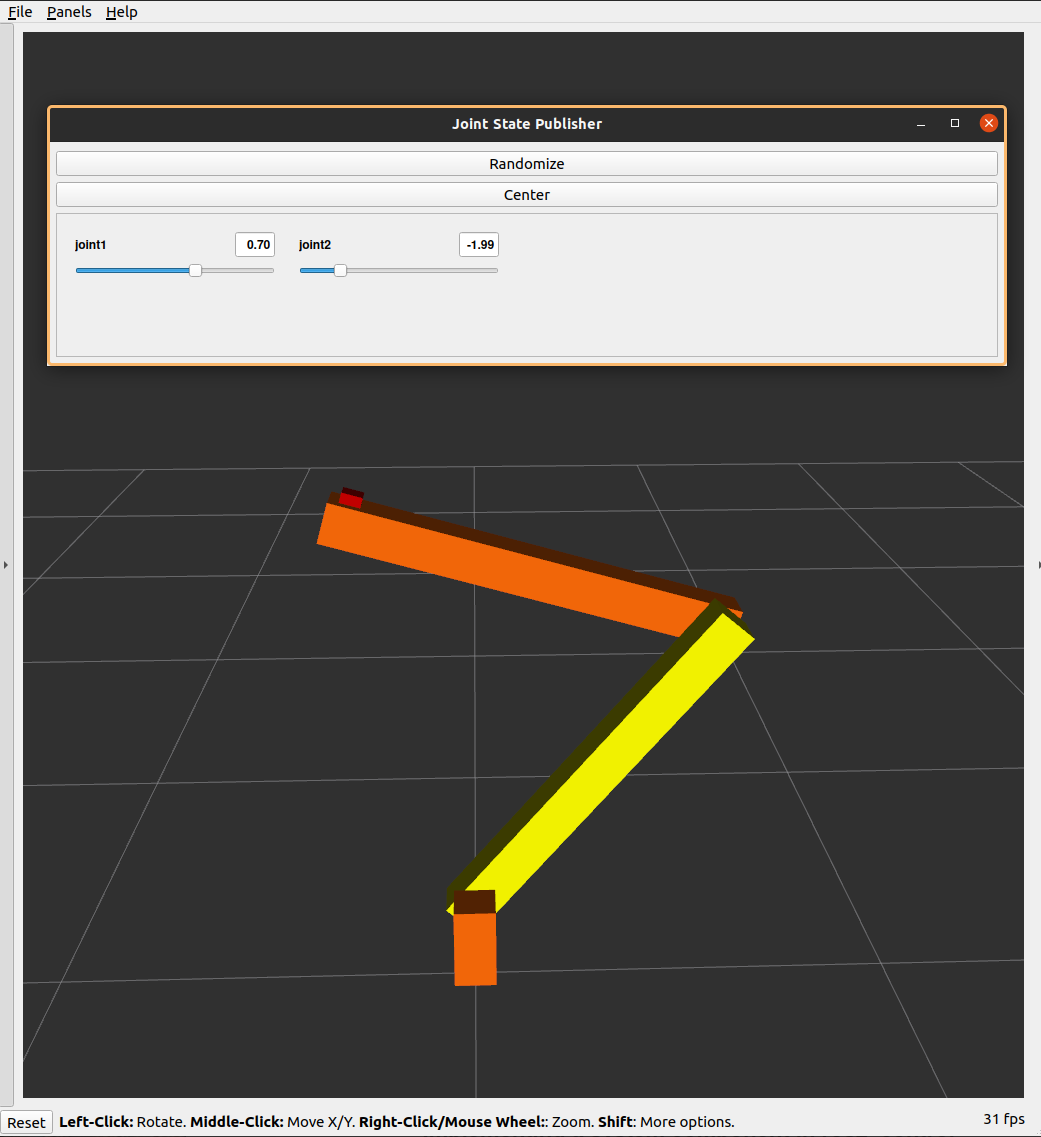 File Panels Help
Joint State Publisher
Randomize
Center
joint1 0.70 joint2 -1.99
Reset Left-Click: Rotate. Middle-Click: Move X/Y. Right-Click/Mouse Wheel:: Zoom. Shift: More options. 31 fps